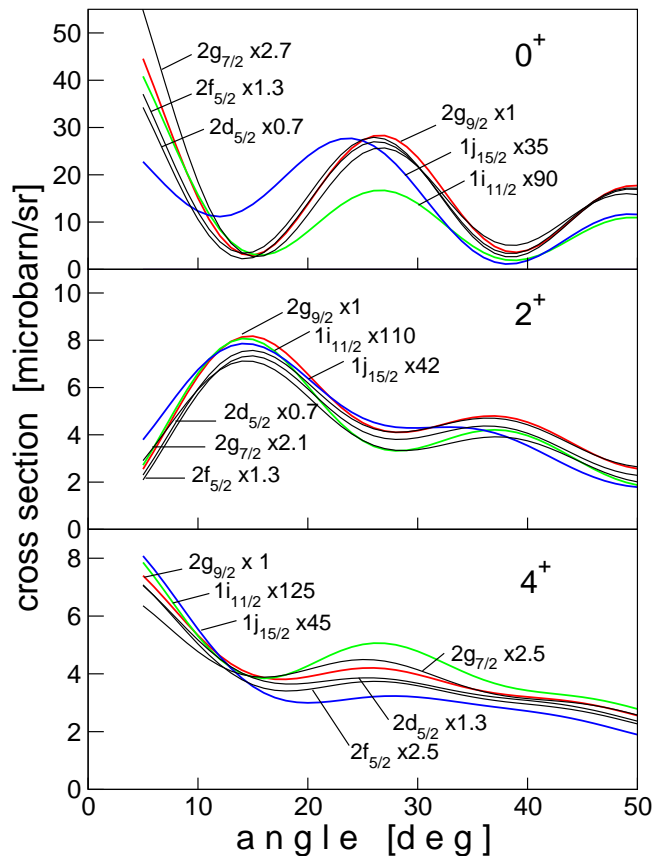 50
40
30
20
10
0
0+
2g7/2 x2.7
2f5/2 x1.3
2d5/2 x0.7
2g9/2 x1
1j15/2 x35
1i11/2 x90
10
8
6
4
2
0
2+
2g9/2 x1
1i11/2 x110
1j15/2 x42
2d5/2 x0.7
2g7/2 x2.1
2f5/2 x1.3
8
6
4
2
0
4+
2g9/2 x 1
1i11/2 x125
1j15/2 x45
2g7/2 x2.5
2d5/2 x1.3
2f5/2 x2.5
0 10 20 30 40 50
angle [deg]
cross section [microbarn/sr]